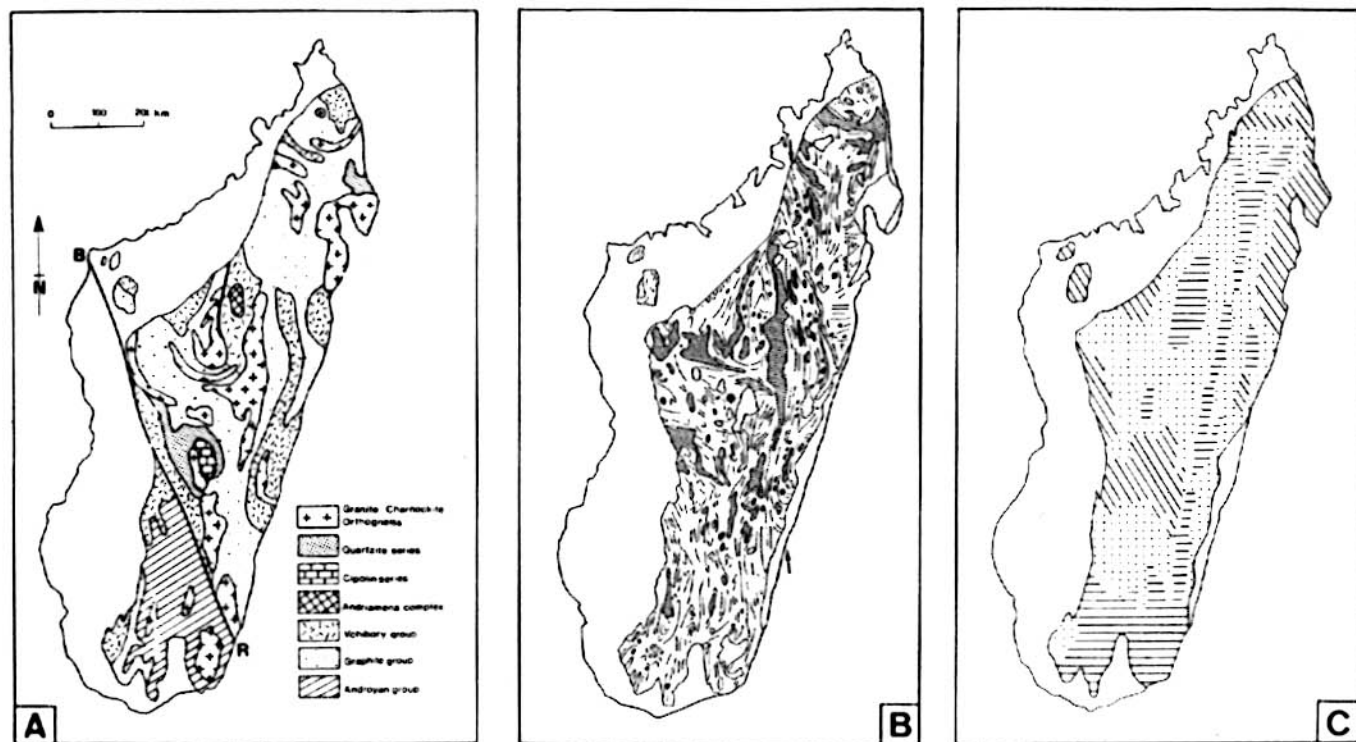 0 100 200 km
N
B
R
Granite Charnockite
Orthogneiss
Quartzite series
Cipolin series
Andriamena complex
Vohibory group
Graphite group
Androyan group
A
B
C